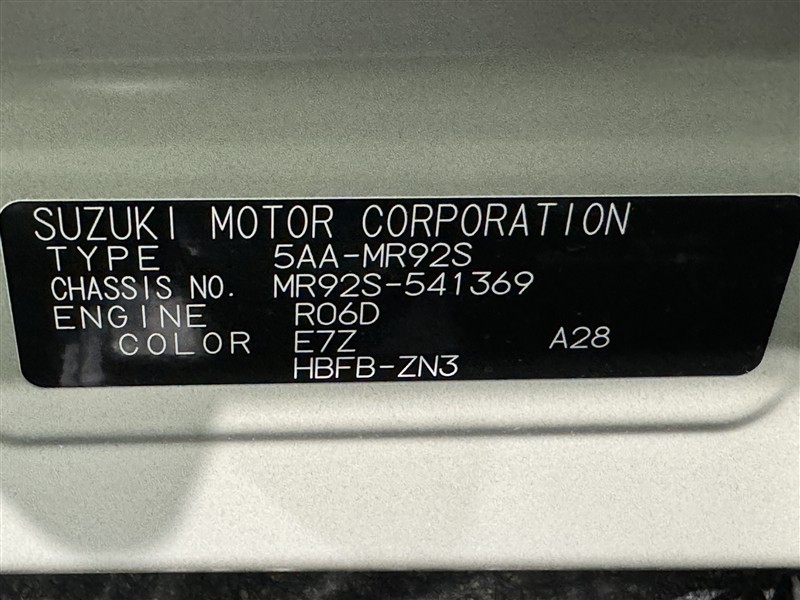 SUZUKI MOTOR CORPORATION
TYPE 5AA-MR92S
CHASSIS NO. MR92S-541369
ENGINE R06D
COLOR E7Z A28
HBFB-ZN3